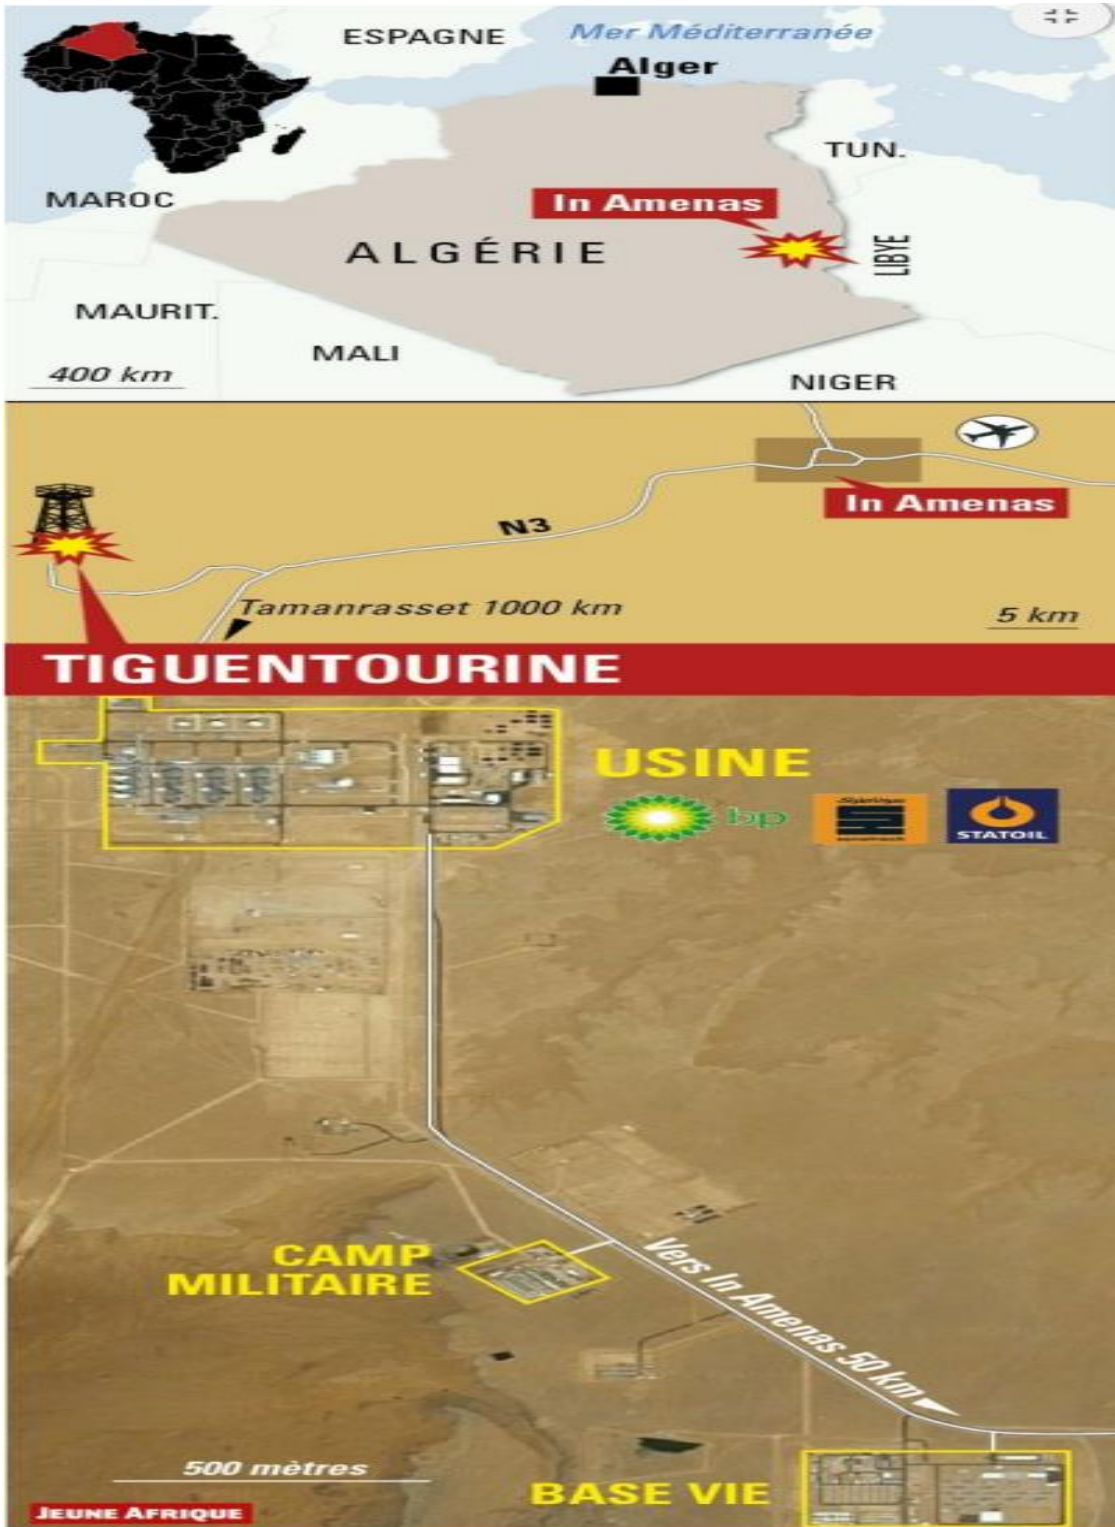 ESPAGNE
Mer Méditerranée
Alger
TUN.
MAROC
In Amenas
ALGÉRIE
LIBYE
MAURIT.
MALI
400 km
NIGER
In Amenas
N3
Tamanrasset 1000 km
5 km
TIGUENTOURINE
USINE
bp
STATOIL
CAMP
MILITAIRE
Vers In Amenas 50 km
500 mètres
BASE VIE
JEUNE AFRIQUE